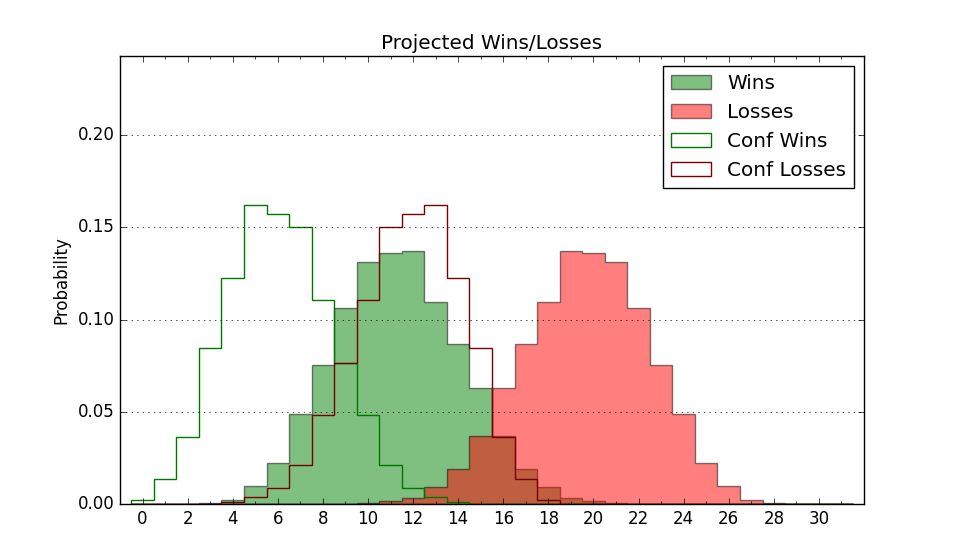 Projected Wins/Losses
Wins
Losses
Conf Wins
Conf Losses
Probability
0.20
0.15
0.10
0.05
0.00
0 2 4 6 8 10 12 14 16 18 20 22 24 26 28 30